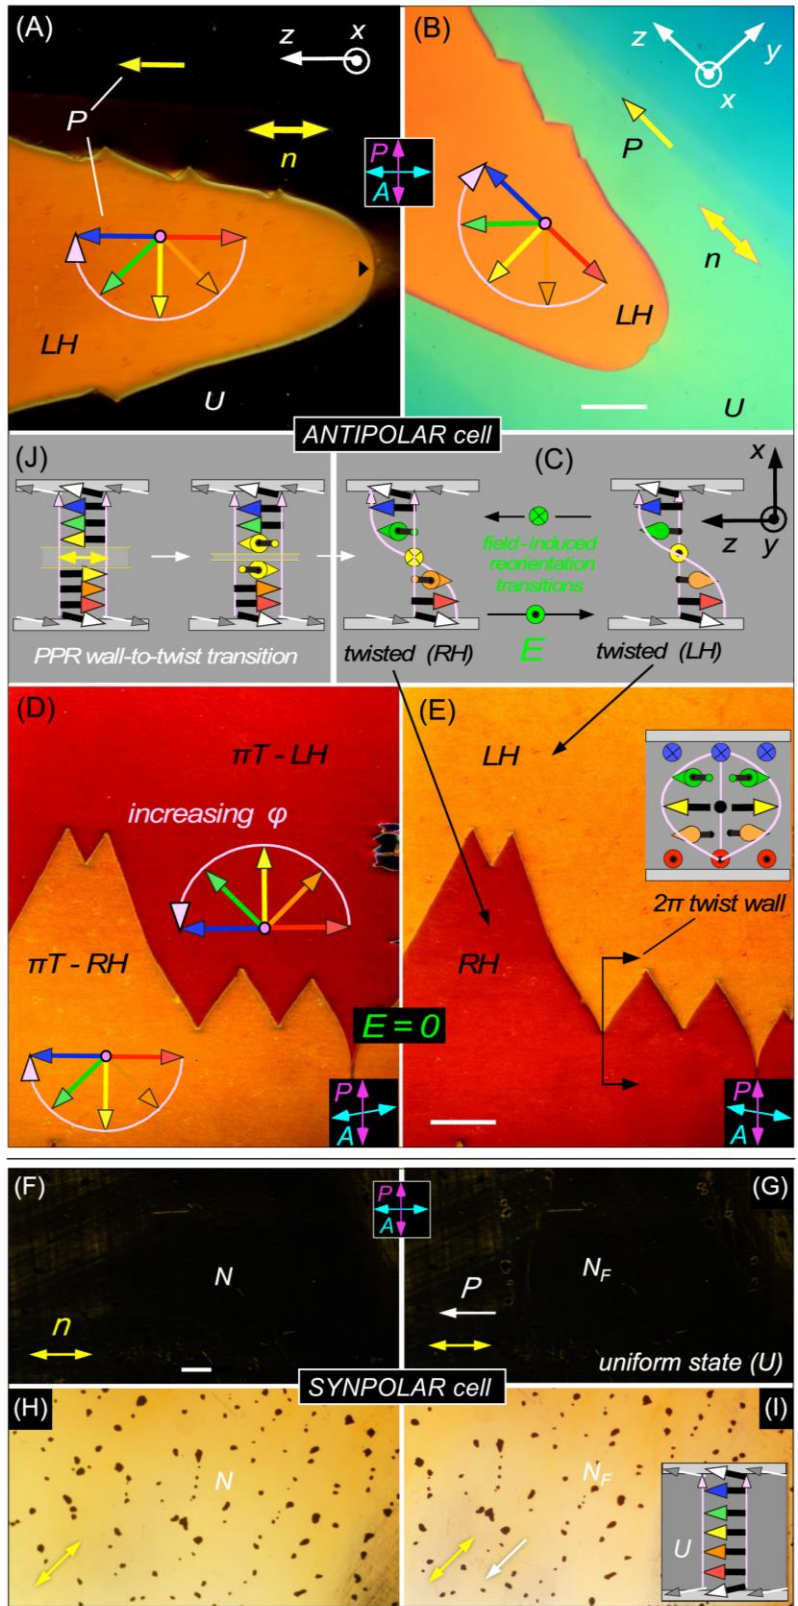 (A)
z
x
P
n
LH
U
P
A
(B)
z
y
x
P
n
LH
U
ANTIPOLAR cell
(J)
PPR wall-to-twist transition
(C)
x
z
y
field-induced
reorientation
transitions
E
twisted (RH)
twisted (LH)
(D)
πT - LH
increasing φ
πT - RH
E = 0
P
A
(E)
LH
RH
2π twist wall
P
A
(F)
N
n
P
A
(G)
N_F
P
uniform state (U)
SYNPOLAR cell
(H)
N
(I)
N_F
U